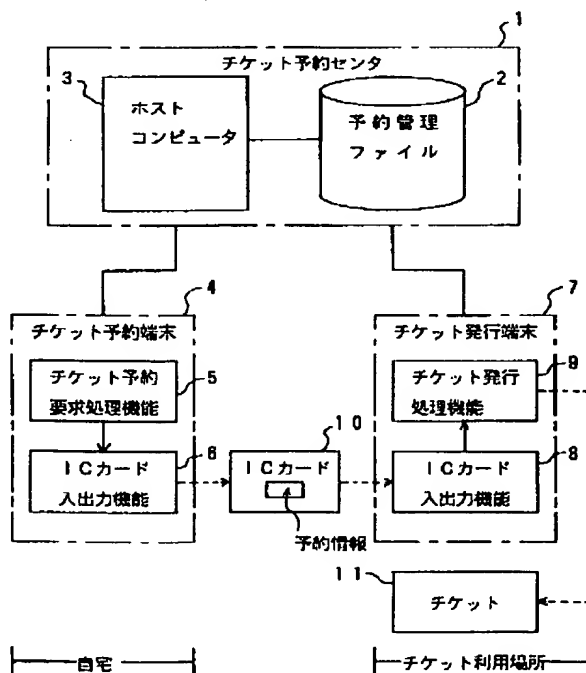 1
チケット予約センタ
3
ホスト
コンピュータ
2
予約管理
ファイル
4
チケット予約端末
チケット予約
要求処理機能
5
ICカード
入出力機能
6
10
ICカード
予約情報
7
チケット発行端末
チケット発行
処理機能
9
ICカード
入出力機能
8
11
チケット
自宅
チケット利用場所